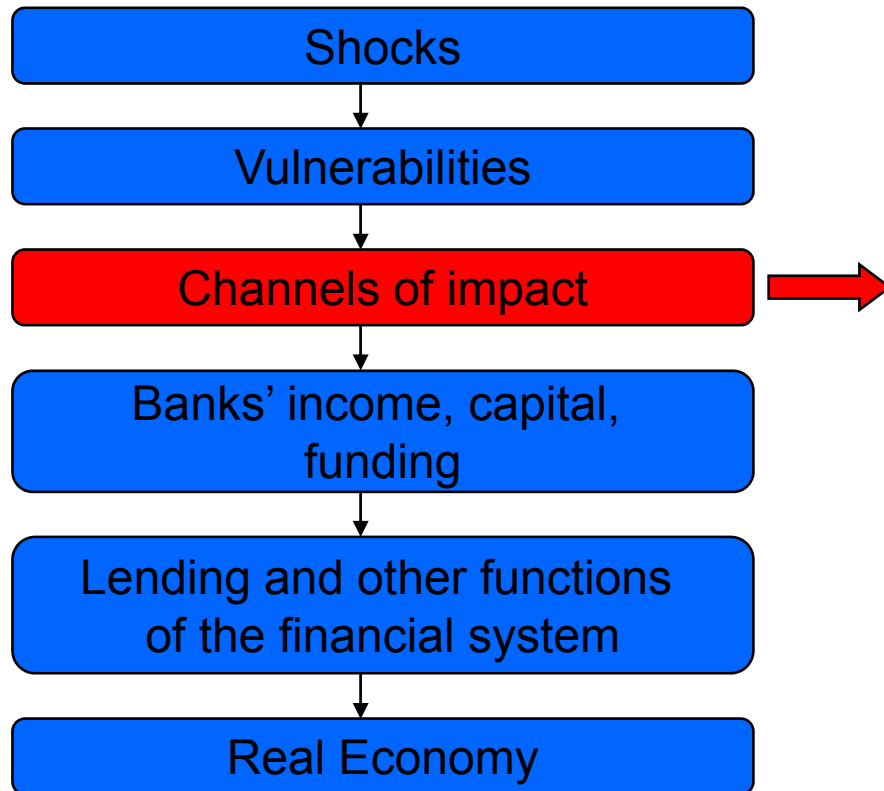 Shocks
Vulnerabilities
Channels of impact
Banks’ income, capital,
funding
Lending and other functions
of the financial system
Real Economy